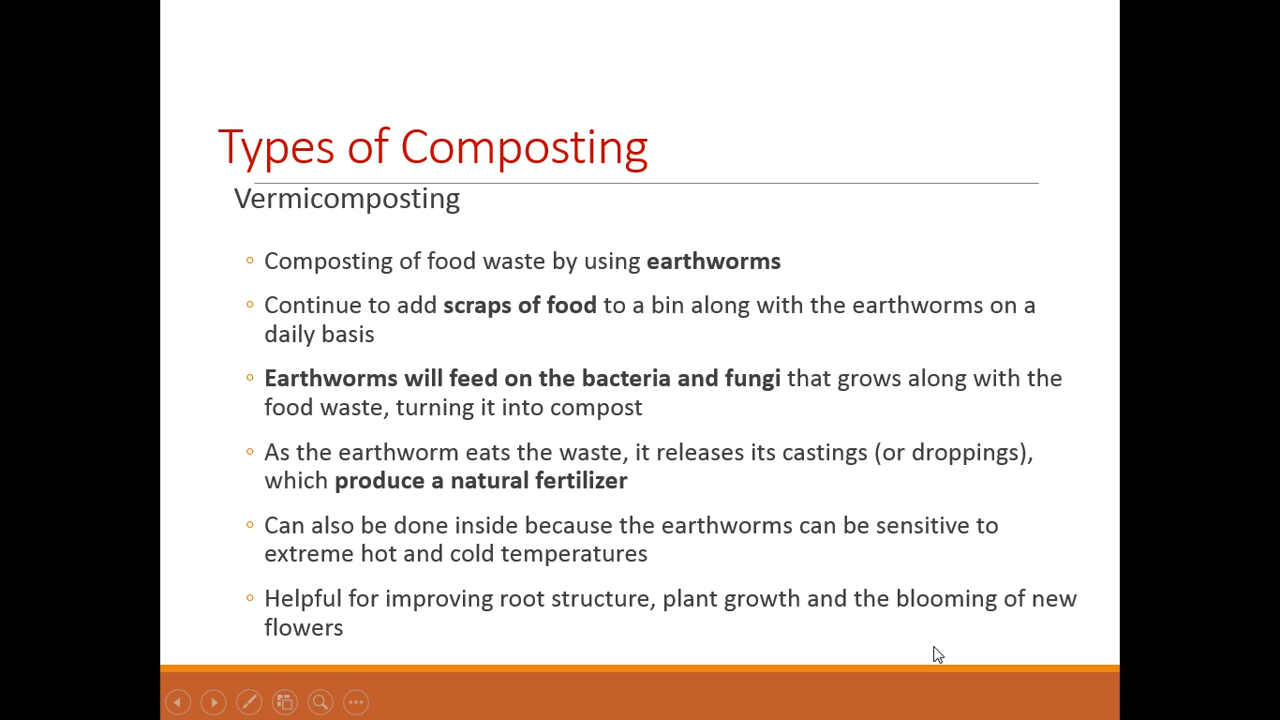 Types of Composting
Vermicomposting
◦ Composting of food waste by using earthworms
◦ Continue to add scraps of food to a bin along with the earthworms on a
daily basis
◦ Earthworms will feed on the bacteria and fungi that grows along with the
food waste, turning it into compost
◦ As the earthworm eats the waste, it releases its castings (or droppings),
which produce a natural fertilizer
◦ Can also be done inside because the earthworms can be sensitive to
extreme hot and cold temperatures
◦ Helpful for improving root structure, plant growth and the blooming of new
flowers